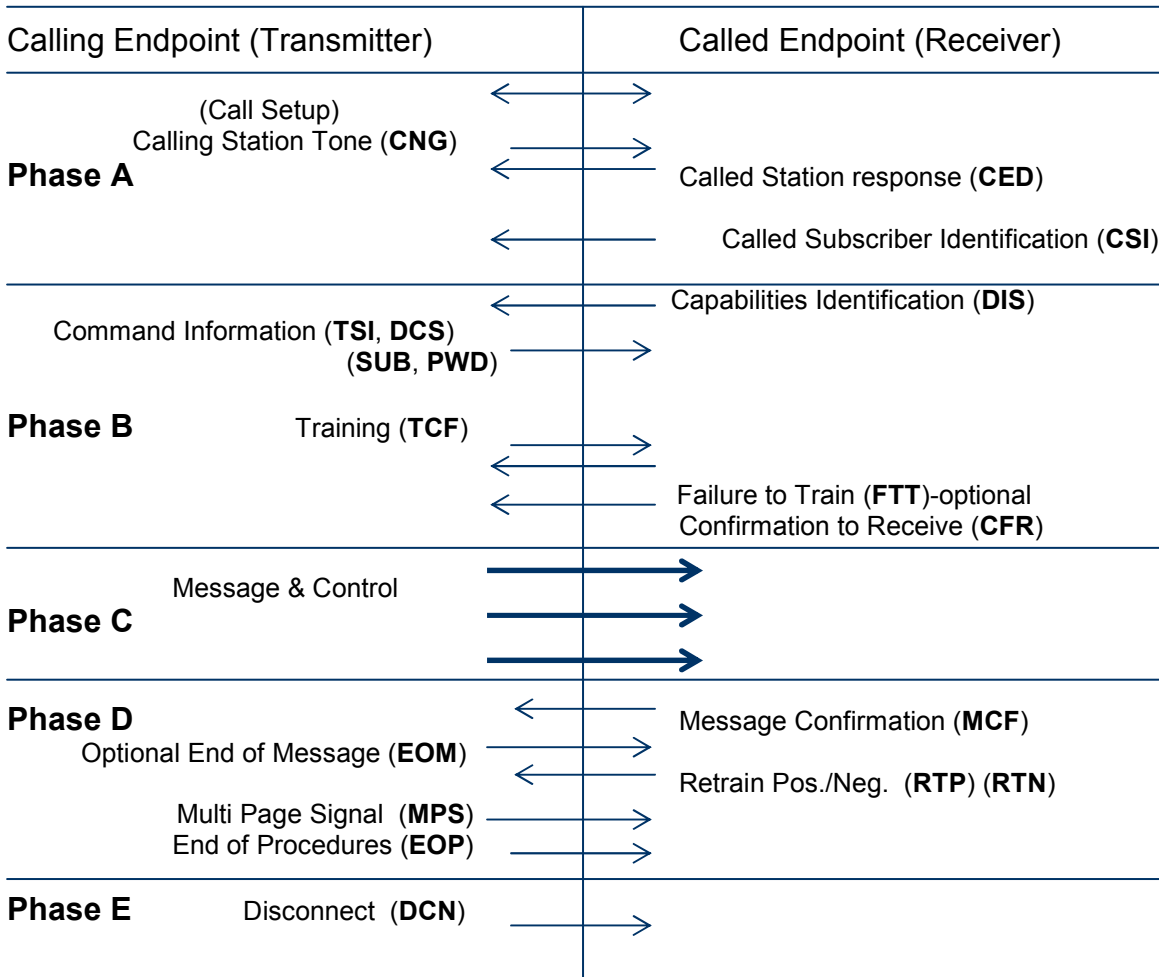 Calling Endpoint (Transmitter) Called Endpoint (Receiver)
(Call Setup)
Calling Station Tone (CNG)
Phase A
Called Station response (CED)
Called Subscriber Identification (CSI)
Capabilities Identification (DIS)
Command Information (TSI, DCS)
(SUB, PWD)
Phase B
Training (TCF)
Failure to Train (FTT)-optional
Confirmation to Receive (CFR)
Message & Control
Phase C
Phase D
Message Confirmation (MCF)
Optional End of Message (EOM)
Retrain Pos./Neg. (RTP) (RTN)
Multi Page Signal (MPS)
End of Procedures (EOP)
Phase E
Disconnect (DCN)